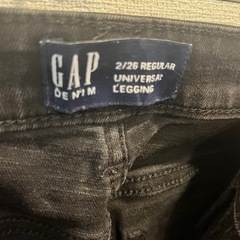 GAP
DENIM
2/26 REGULAR
UNIVERSAL
LEGGING